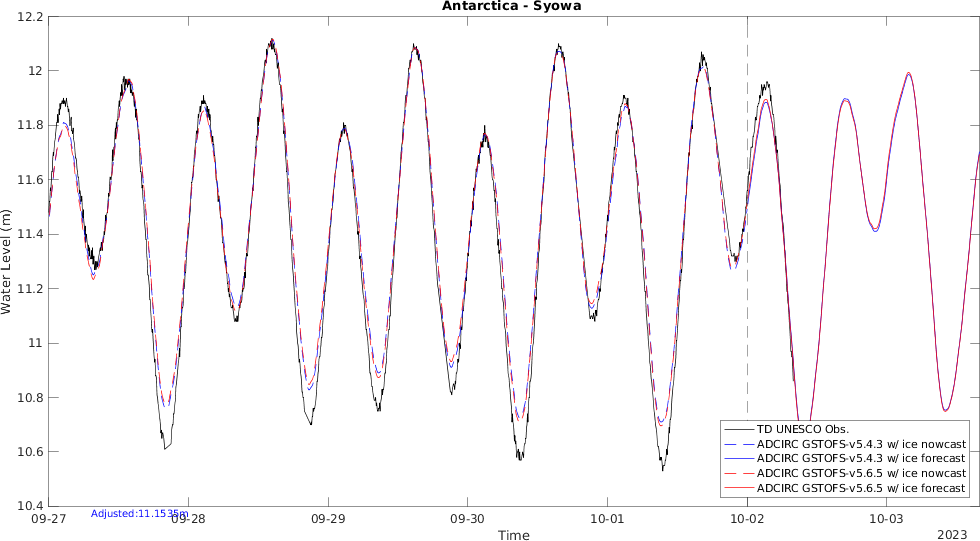 Antarctica - Syowa
Water Level (m)
12.2
12
11.8
11.6
11.4
11.2
11
10.8
10.6
10.4
TD UNESCO Obs.
ADCIRC GSTOFS-v5.4.3 w/ ice nowcast
ADCIRC GSTOFS-v5.4.3 w/ ice forecast
ADCIRC GSTOFS-v5.6.5 w/ ice nowcast
ADCIRC GSTOFS-v5.6.5 w/ ice forecast
Adjusted:11.1535m
09-27 09-28 09-29 09-30 10-01 10-02 10-03
Time
2023